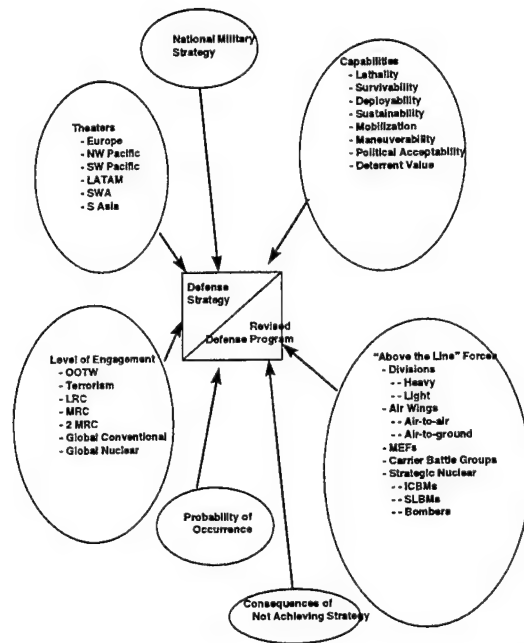 National Military
Strategy
Capabilities
- Lethality
- Survivability
- Deployability
- Sustainability
- Mobilization
- Maneuverability
- Political Acceptability
- Deterrent Value
Theaters
- Europe
- NW Pacific
- SW Pacific
- LATAM
- SWA
- S Asia
Defense
Strategy
Revised
Defense Program
Level of Engagement
- OOTW
- Terrorism
- LRC
- MRC
- 2 MRC
- Global Conventional
- Global Nuclear
"Above the Line" Forces
- Divisions
-- Heavy
-- Light
- Air Wings
-- Air-to-air
-- Air-to-ground
- MEFs
- Carrier Battle Groups
- Strategic Nuclear
-- ICBMs
-- SLBMs
-- Bombers
Probability of
Occurrence
Consequences of
Not Achieving Strategy